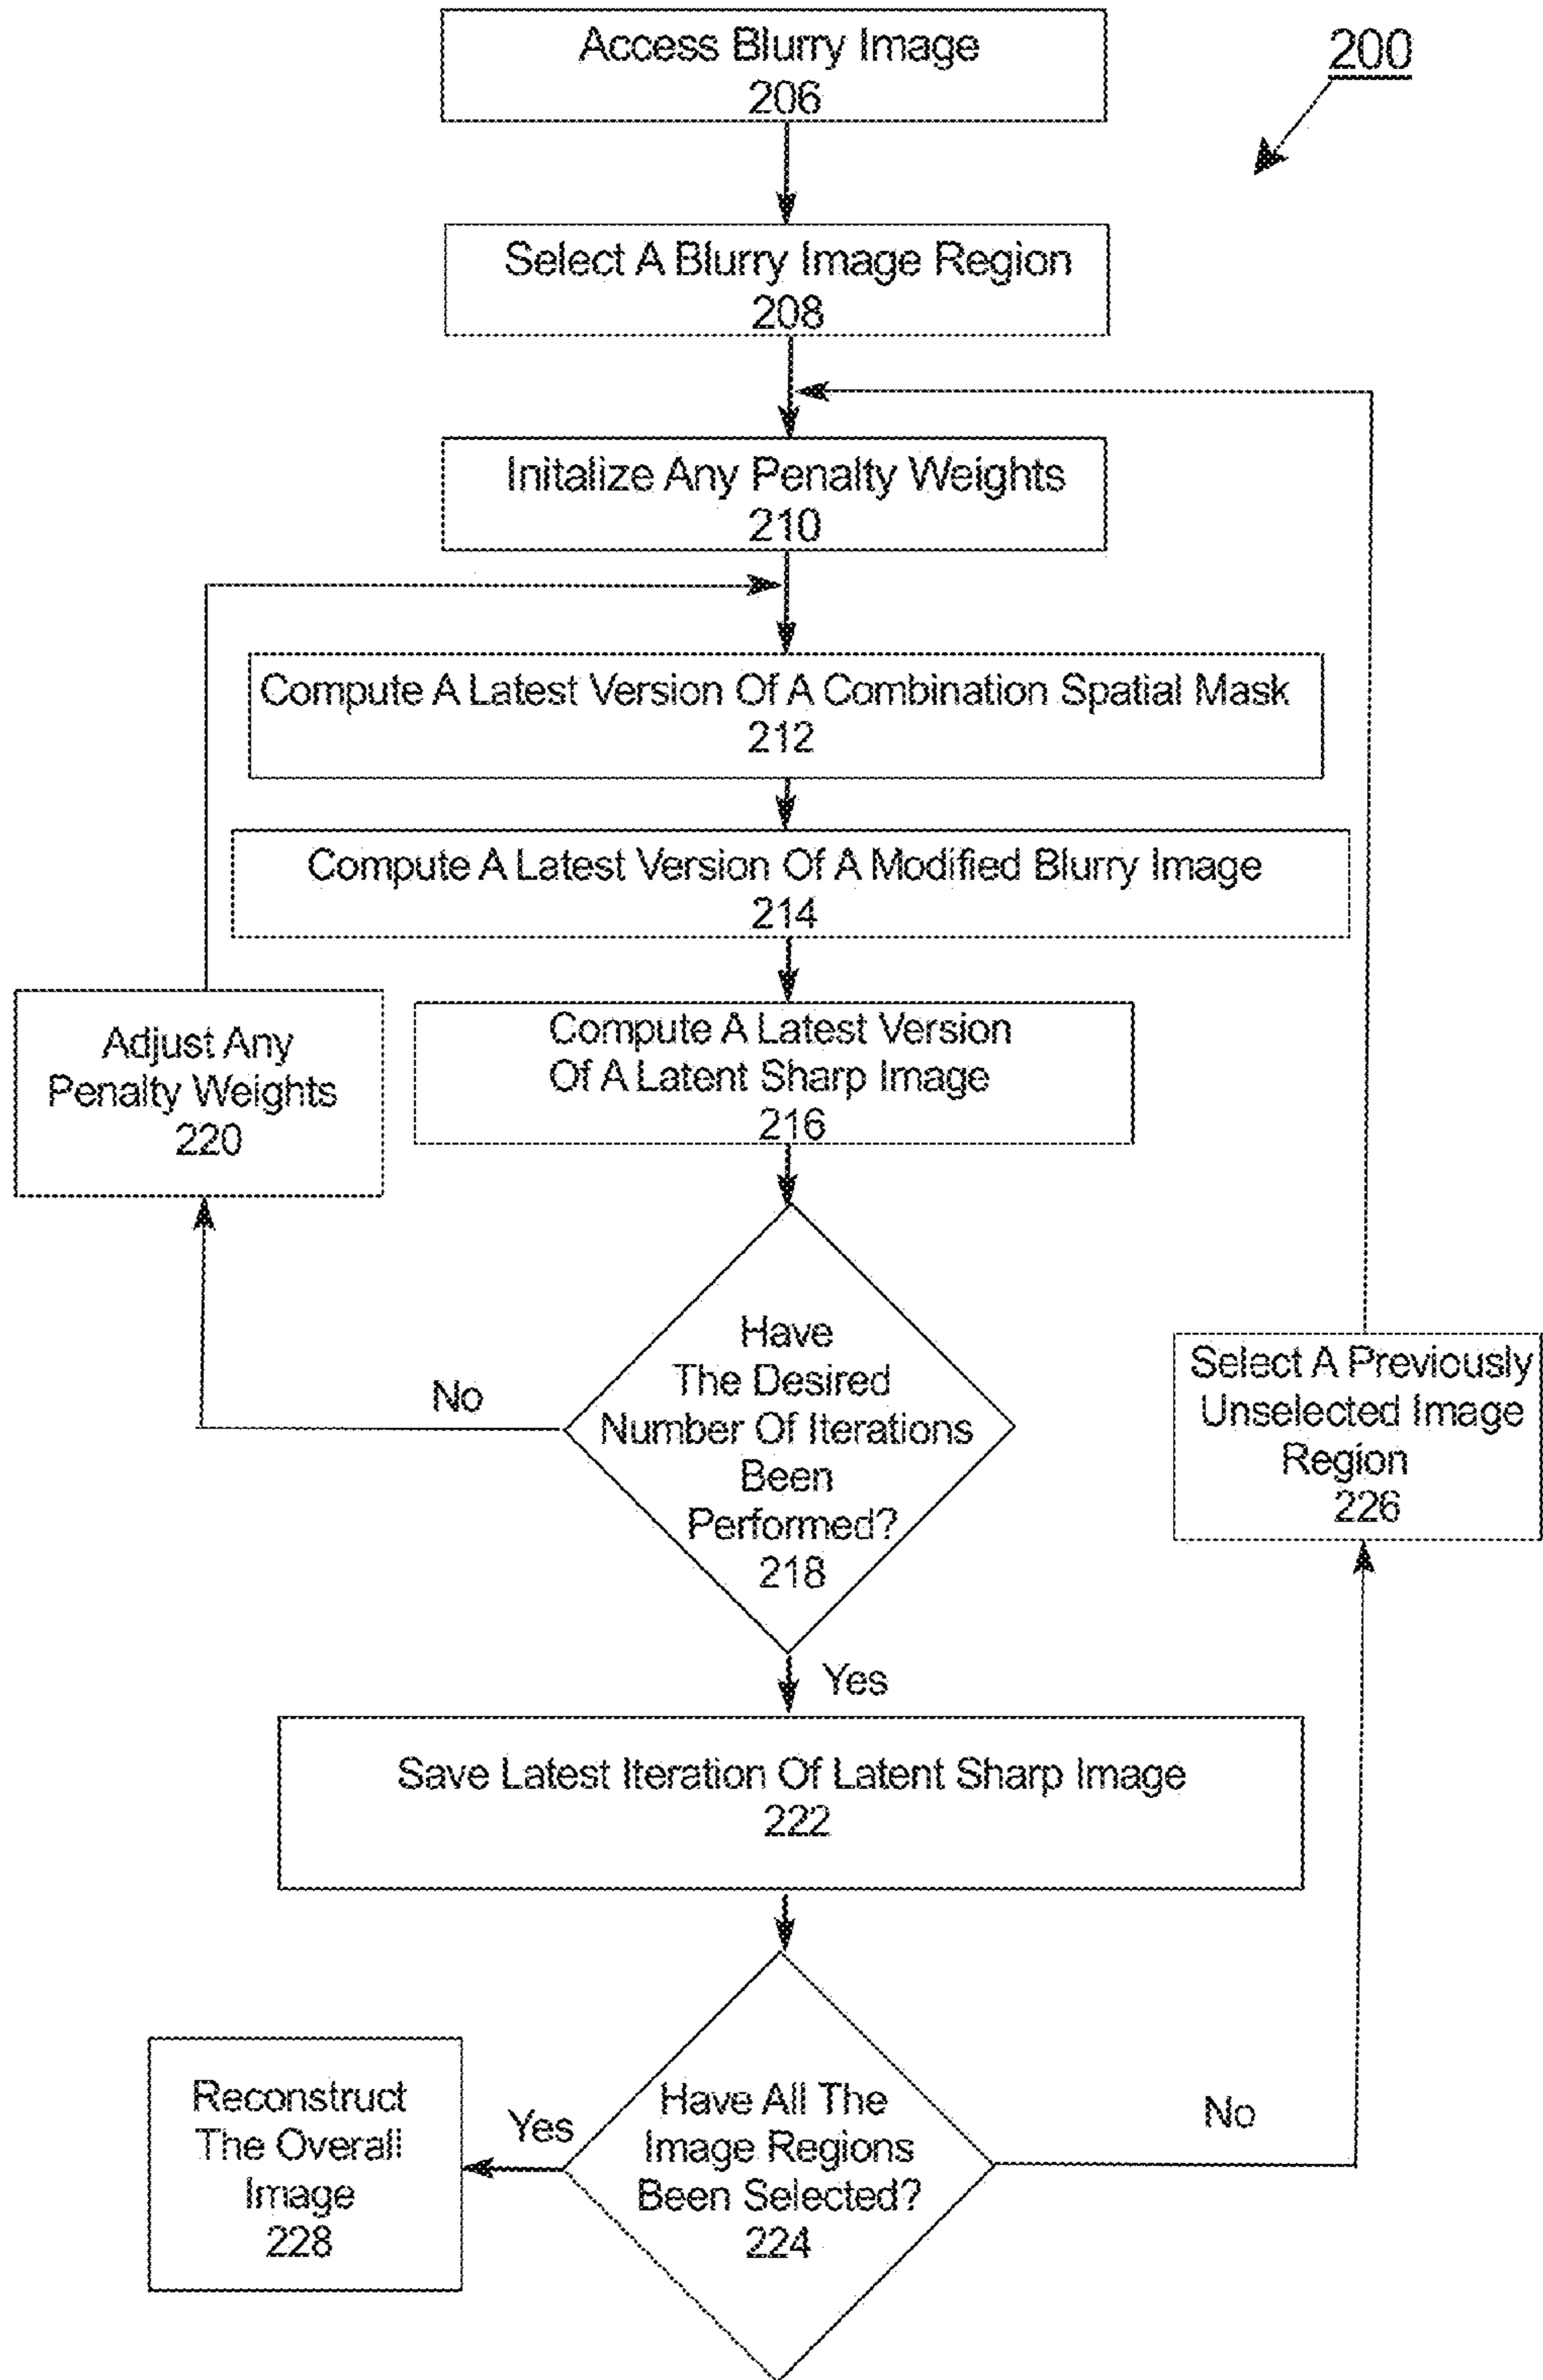 Access Blurry Image
206
200
Select A Blurry Image Region
208
Initalize Any Penalty Weights
210
Compute A Latest Version Of A Combination Spatial Mask
212
Compute A Latest Version Of A Modified Blurry Image
214
Compute A Latest Version
Of A Latent Sharp Image
216
Adjust Any
Penalty Weights
220
Have
The Desired
Number Of Iterations
Been
Performed?
218
No
Yes
Select A Previously
Unselected Image
Region
226
Save Latest Iteration Of Latent Sharp Image
222
Have All The
Image Regions
Been Selected?
224
Yes
No
Reconstruct
The Overall
Image
228